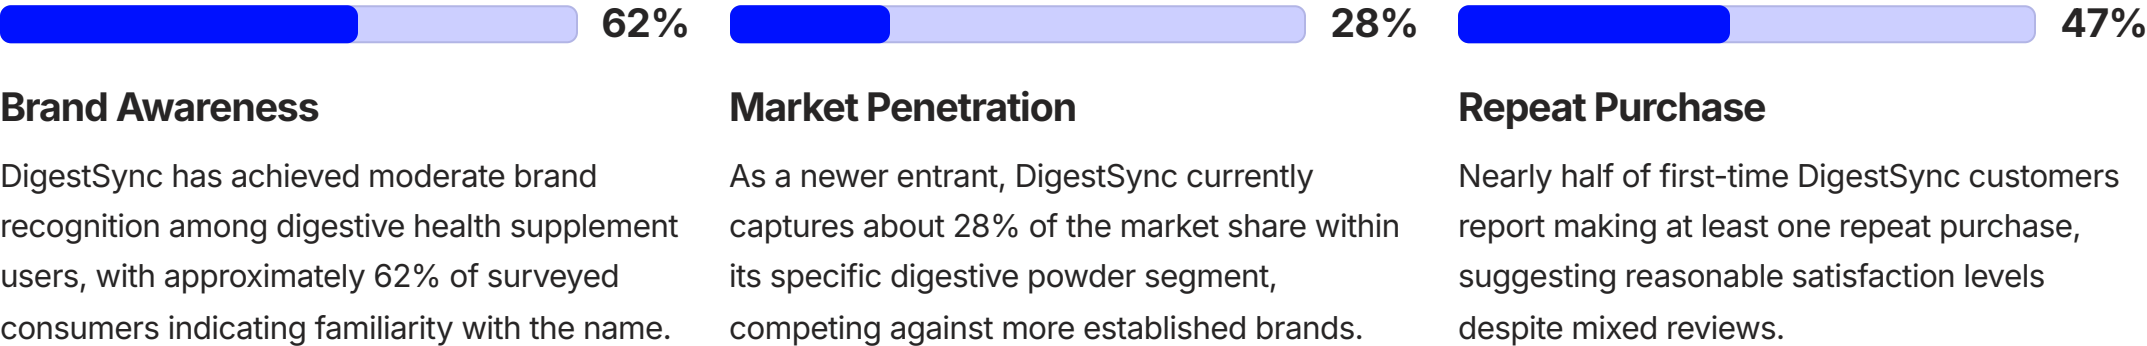 62%
Brand Awareness
DigestSync has achieved moderate brand
recognition among digestive health supplement
users, with approximately 62% of surveyed
consumers indicating familiarity with the name.
28%
Market Penetration
As a newer entrant, DigestSync currently
captures about 28% of the market share within
its specific digestive powder segment,
competing against more established brands.
47%
Repeat Purchase
Nearly half of first-time DigestSync customers
report making at least one repeat purchase,
suggesting reasonable satisfaction levels
despite mixed reviews.